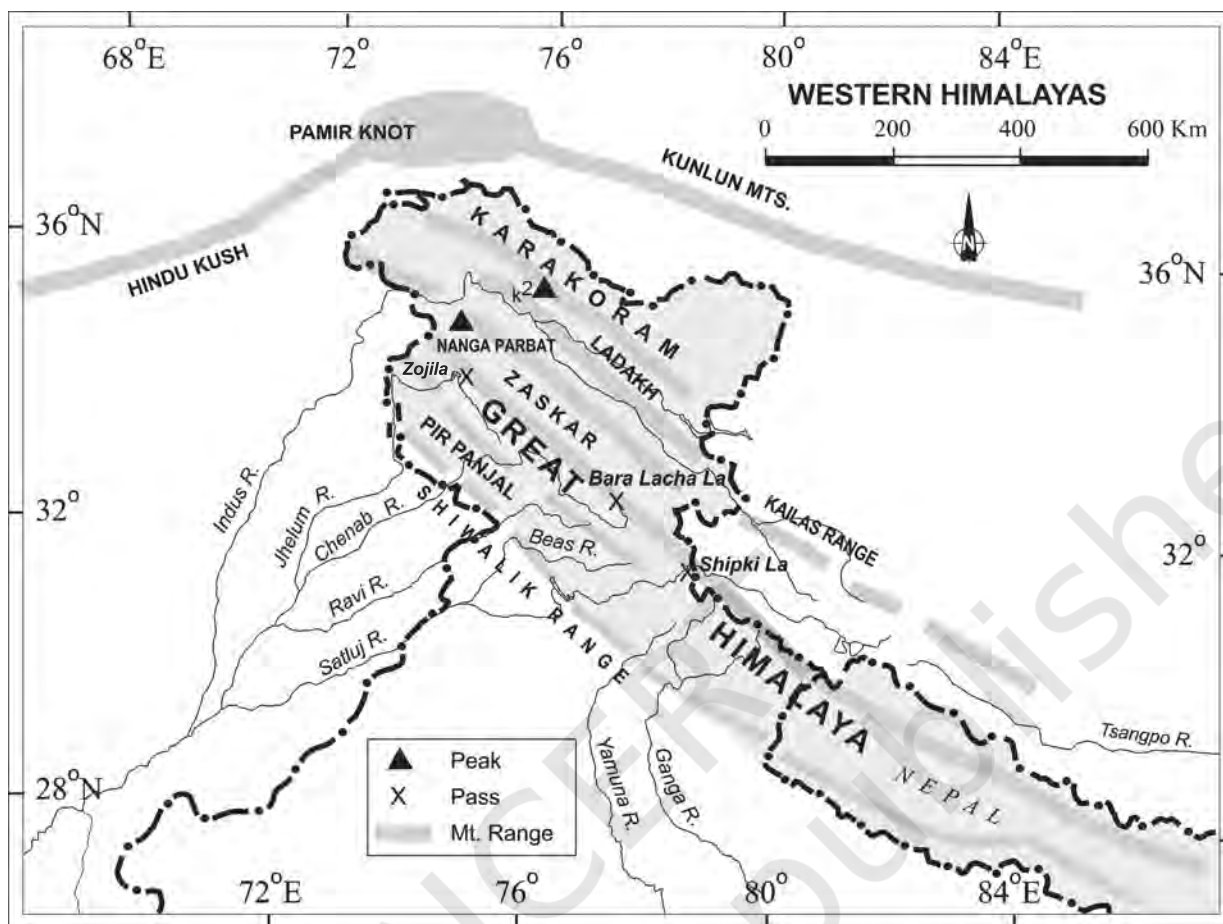 68°E 72° 76° 80° 84°E
WESTERN HIMALAYAS
0 200 400 600 Km
PAMIR KNOT
KUNLUN MTS.
N
36°N
36°N
HINDU KUSH
KARAKORAM
K2
NANGA PARBAT
LADAKH
Zojila
ZASKAR
GREAT
PIR PANJAL
Bara Lacha La
Indus R.
Jhelum R.
Chenab R.
SHIWALIK RANGE
KAILAS RANGE
32°
32°
Beas R.
Shipki La
Ravi R.
Satluj R.
HIMALAYA
Tsangpo R.
Yamuna R.
Ganga R.
NEPAL
Peak
Pass
Mt. Range
28°N
72°E 76° 80° 84°E